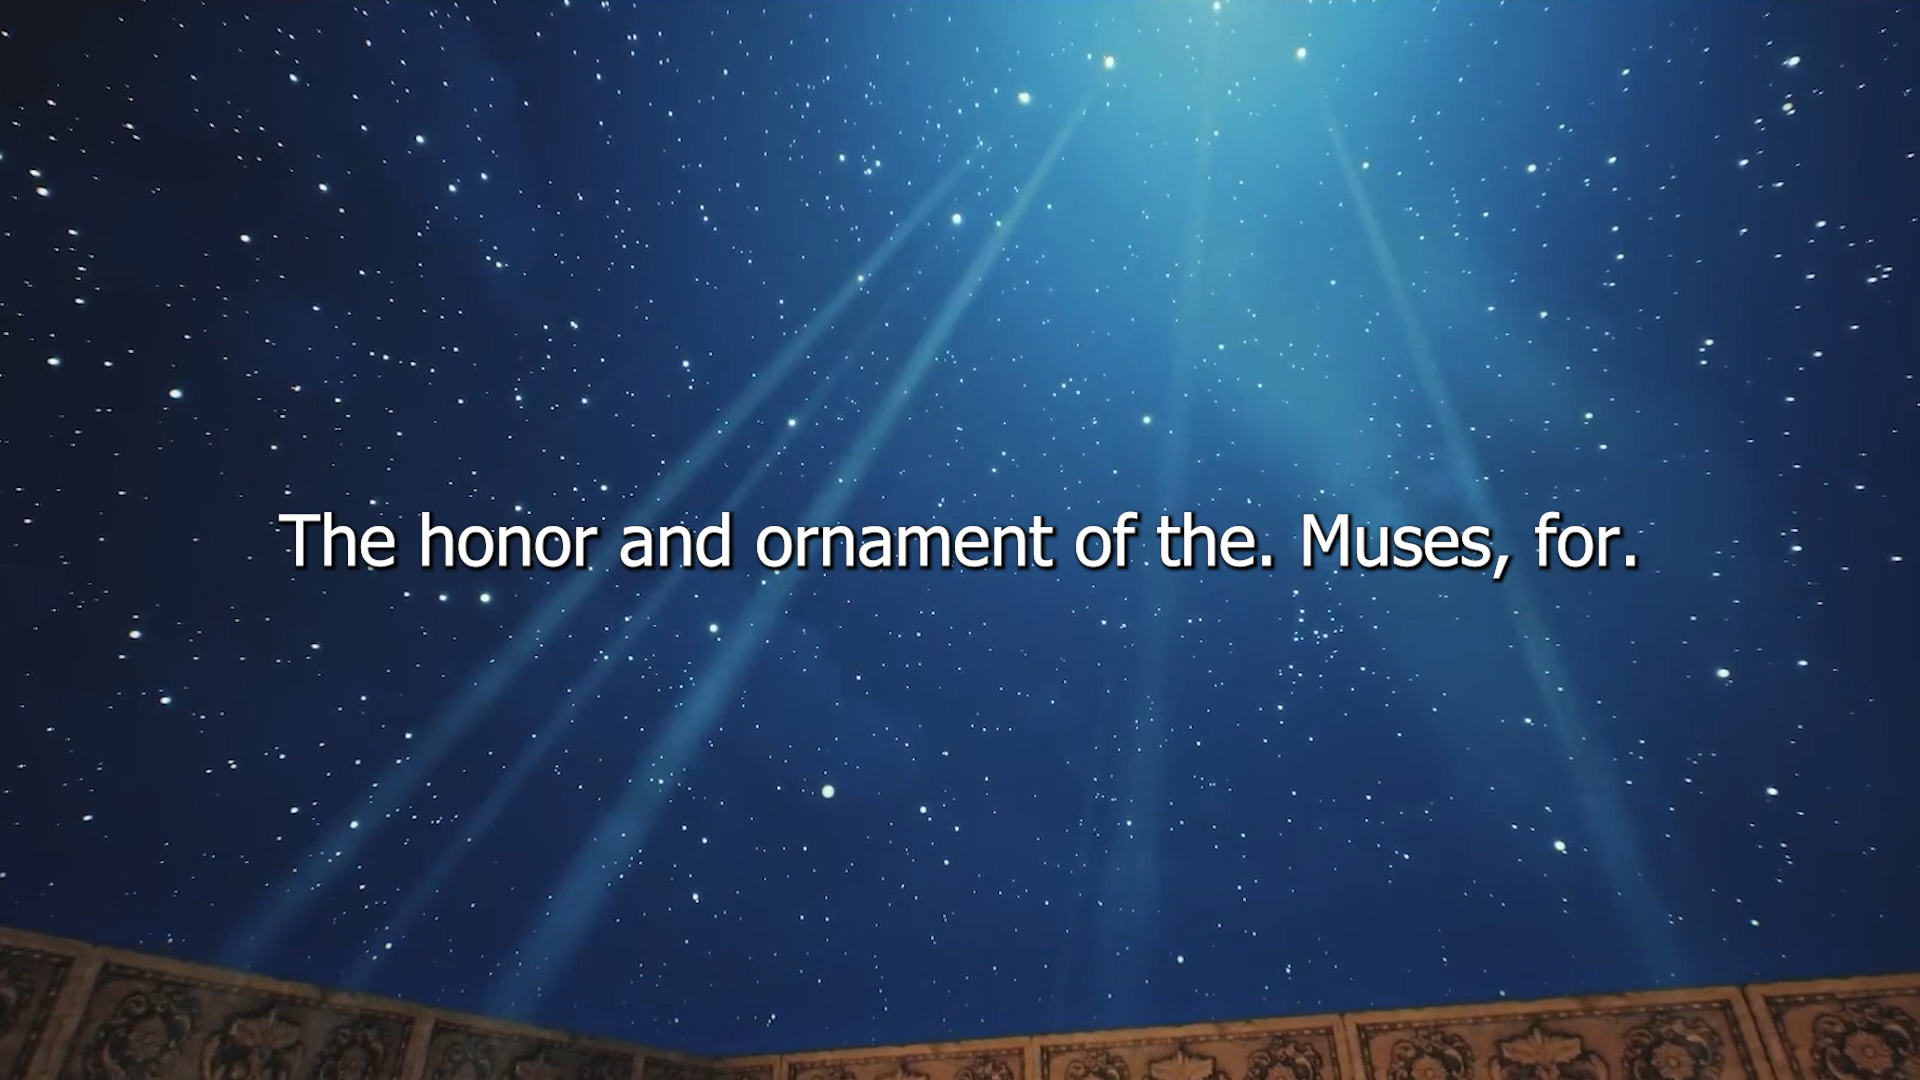 The honor and ornament of the. Muses, for.